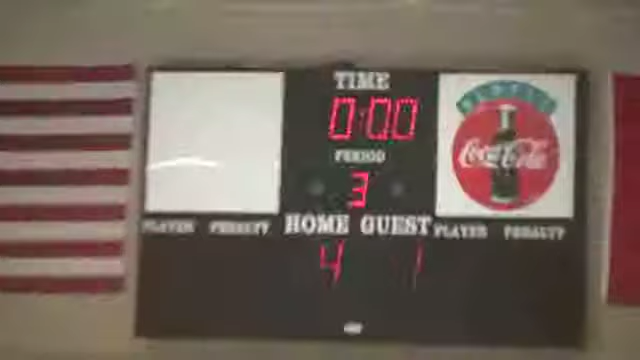 TIME
0:00
PERIOD
3
HOME GUEST
PLAYER PENALTY
PLAYER PENALTY
4 1
Coca-Cola